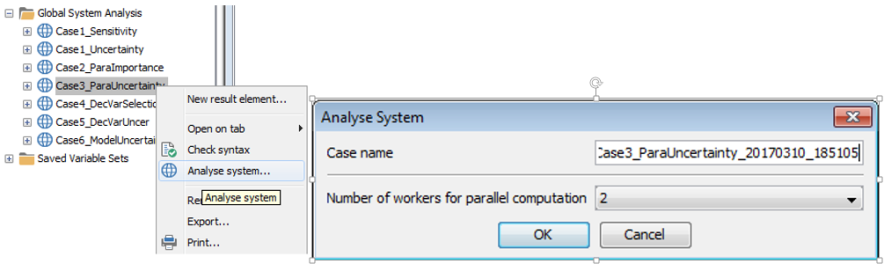 Global System Analysis
Case1_Sensitivity
Case1_Uncertainty
Case2_ParaImportance
Case3_ParaUncertainty
Case4_DecVarSelectio
Case5_DecVarUncer
Case6_ModelUncertai
Saved Variable Sets
New result element...
Open on tab
Check syntax
Analyse system...
Re
Analyse system
Export...
Print...
Analyse System
Case name
Case3_ParaUncertainty_20170310_185105
Number of workers for parallel computation
2
OK
Cancel